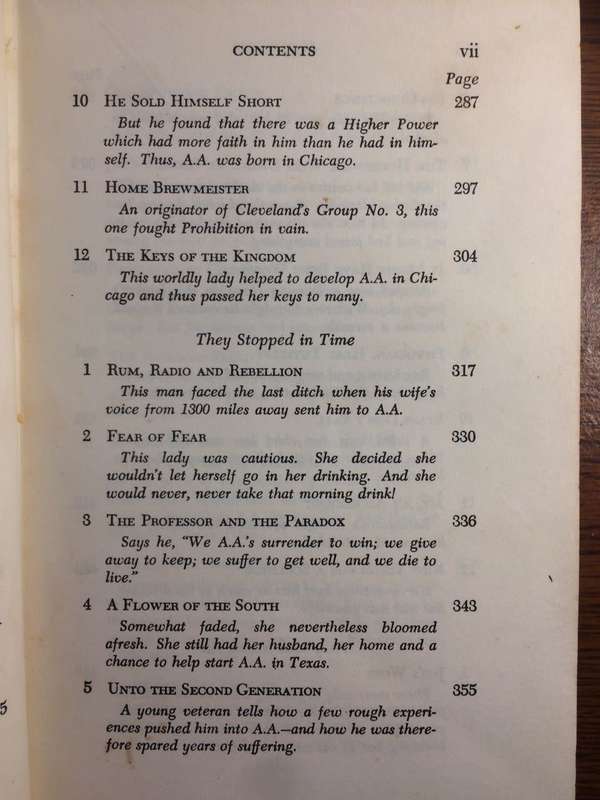 CONTENTS vii
Page
10 He Sold Himself Short 287
But he found that there was a Higher Power
which had more faith in him than he had in him-
self. Thus, A.A. was born in Chicago.
11 Home Brewmeister 297
An originator of Cleveland's Group No. 3, this
one fought Prohibition in vain.
12 The Keys of the Kingdom 304
This worldly lady helped to develop A.A. in Chi-
cago and thus passed her keys to many.
They Stopped in Time
1 Rum, Radio and Rebellion 317
This man faced the last ditch when his wife's
voice from 1300 miles away sent him to A.A.
2 Fear of Fear 330
This lady was cautious. She decided she
wouldn't let herself go in her drinking. And she
would never, never take that morning drink!
3 The Professor and the Paradox 336
Says he, "We A.A.'s surrender to win; we give
away to keep; we suffer to get well, and we die to
live."
4 A Flower of the South 343
Somewhat faded, she nevertheless bloomed
afresh. She still had her husband, her home and a
chance to help start A.A. in Texas.
5 Unto the Second Generation 355
A young veteran tells how a few rough experi-
ences pushed him into A.A.—and how he was there-
fore spared years of suffering.
5